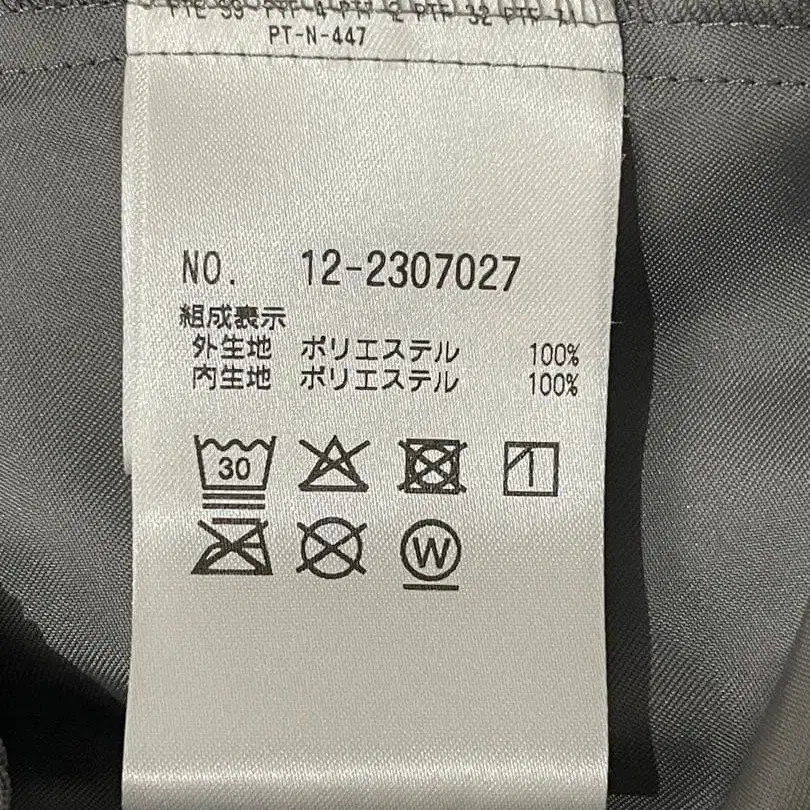 PT-N-447
NO. 12-2307027
組成表示
外生地 ポリエステル 100%
内生地 ポリエステル 100%
30
W